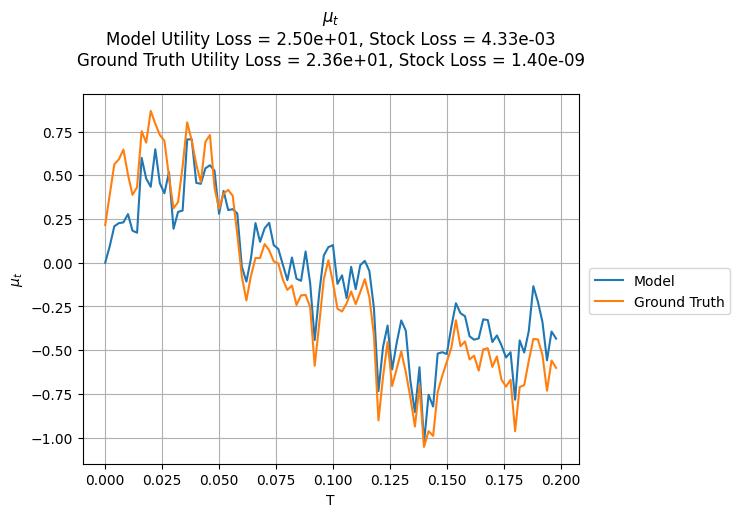 μₜ
Model Utility Loss = 2.50e+01, Stock Loss = 4.33e-03
Ground Truth Utility Loss = 2.36e+01, Stock Loss = 1.40e-09
μₜ
0.75
0.50
0.25
0.00
−0.25
−0.50
−0.75
−1.00
0.000
0.025
0.050
0.075
0.100
0.125
0.150
0.175
0.200
T
Model
Ground Truth